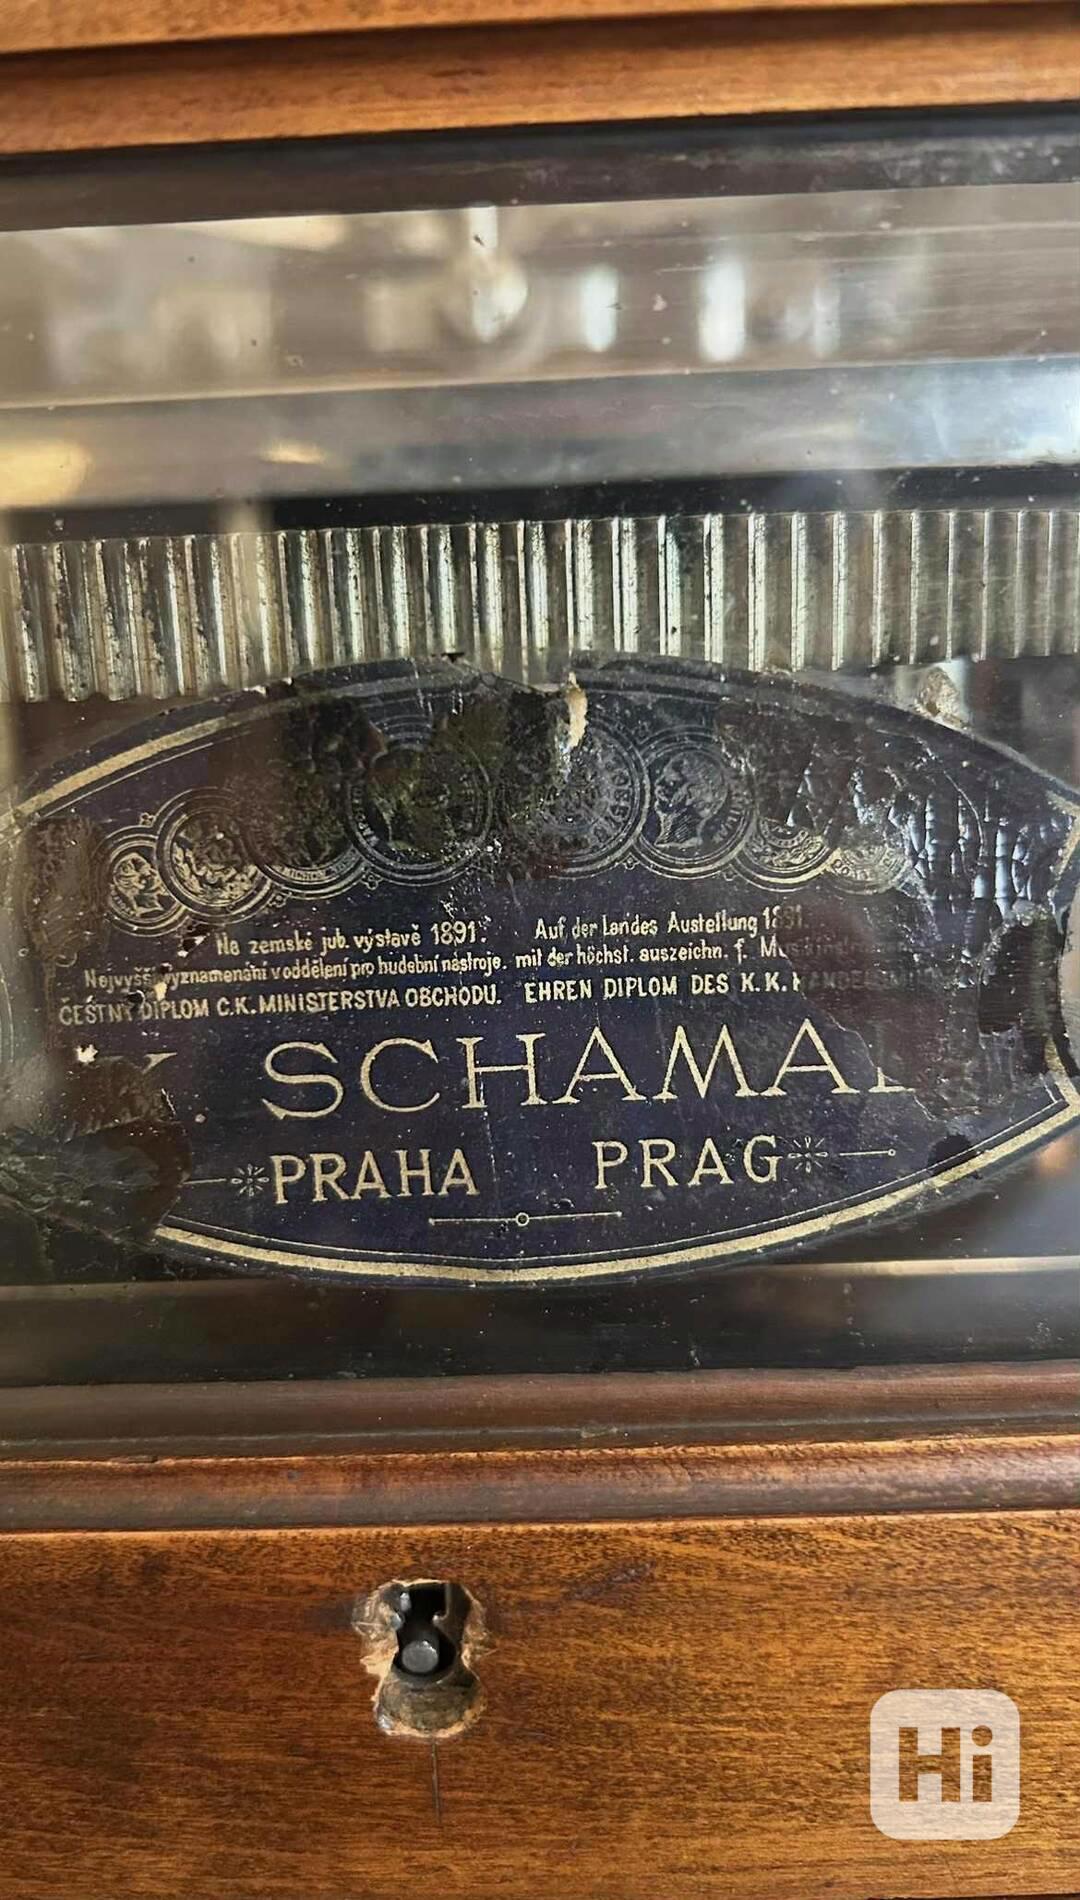 Na zemské jub. výstavě 1891. Auf der Landes Austellung 1891
Nejvyšš vyznamenání v oddělení pro hudební nástroje. mit der höchst. auszeichn. f.
ČESTNÝ DIPLOM C.K. MINISTERSTVA OBCHODU. EHREN DIPLOM DES K.K.
SCHAMAL
PRAHA PRAG
Hi